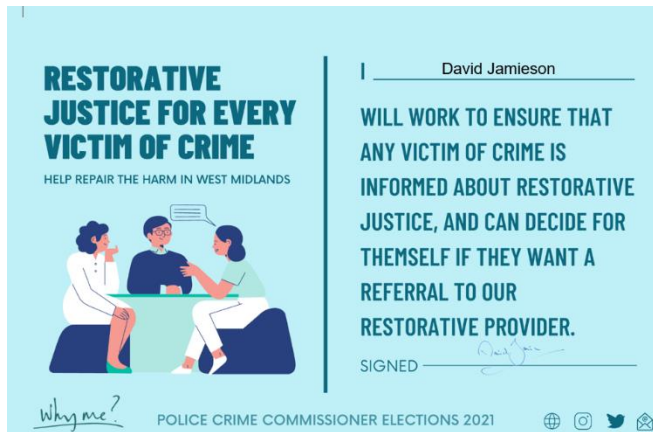 RESTORATIVE
JUSTICE FOR EVERY
VICTIM OF CRIME
HELP REPAIR THE HARM IN WEST MIDLANDS
I David Jamieson
WILL WORK TO ENSURE THAT
ANY VICTIM OF CRIME IS
INFORMED ABOUT RESTORATIVE
JUSTICE, AND CAN DECIDE FOR
THEMSELF IF THEY WANT A
REFERRAL TO OUR
RESTORATIVE PROVIDER.
SIGNED
Why me?
POLICE CRIME COMMISSIONER ELECTIONS 2021